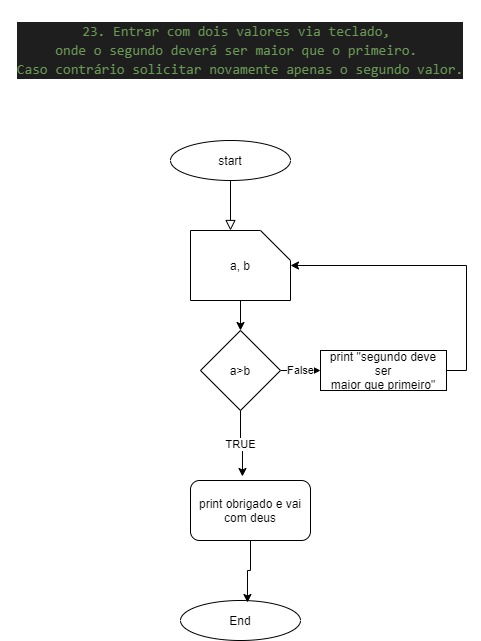 23. Entrar com dois valores via teclado,
onde o segundo deverá ser maior que o primeiro.
Caso contrário solicitar novamente apenas o segundo valor.
start
a, b
a>b
False
print "segundo deve
ser
maior que primeiro"
TRUE
print obrigado e vai
com deus
End